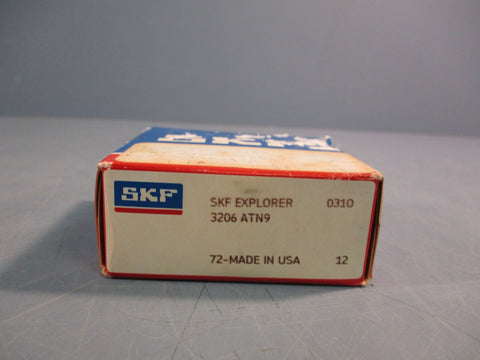 SKF
SKF EXPLORER 0310
3206 ATN9
72-MADE IN USA 12